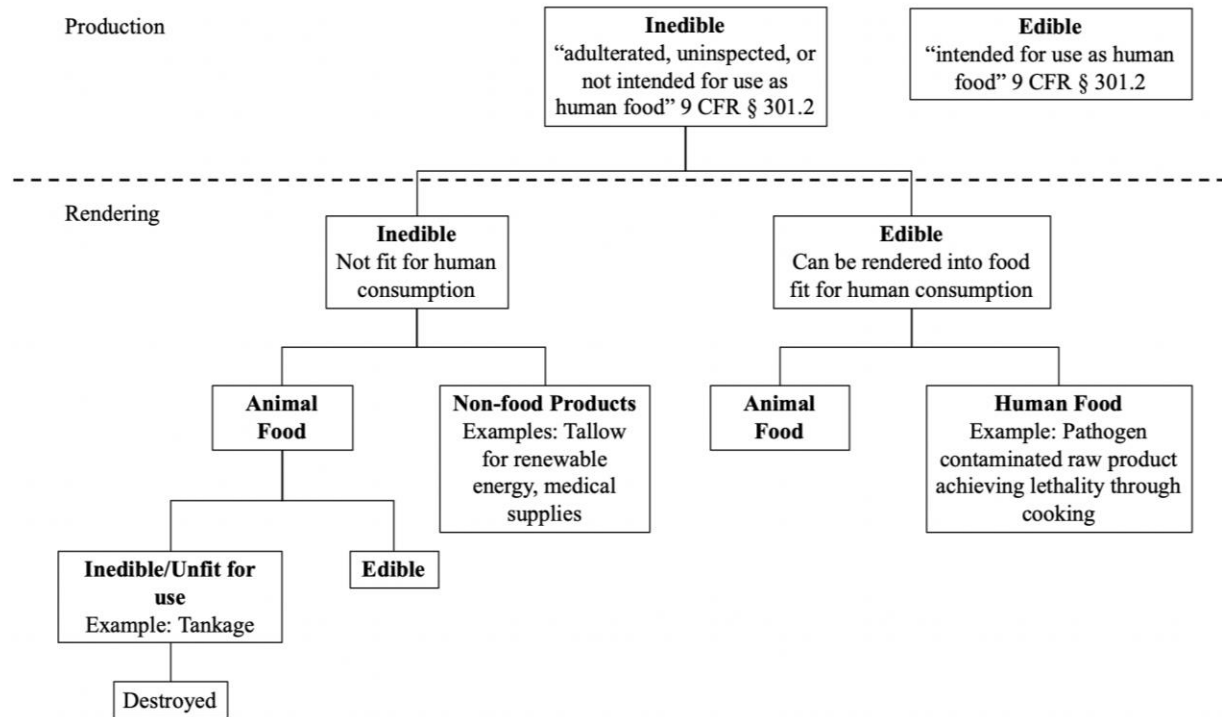 Production
Inedible
“adulterated, uninspected, or
not intended for use as
human food” 9 CFR § 301.2
Edible
“intended for use as human
food” 9 CFR § 301.2
Rendering
Inedible
Not fit for human
consumption
Edible
Can be rendered into food
fit for human consumption
Animal
Food
Non-food Products
Examples: Tallow
for renewable
energy, medical
supplies
Animal
Food
Human Food
Example: Pathogen
contaminated raw product
achieving lethality through
cooking
Inedible/Unfit for
use
Example: Tankage
Edible
Destroyed